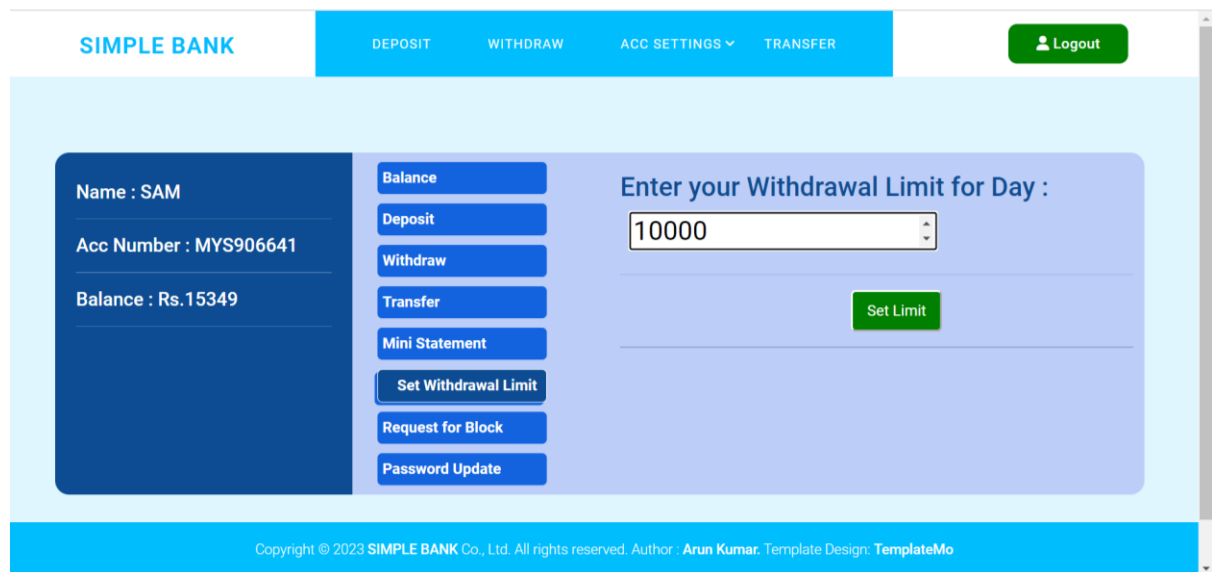 SIMPLE BANK
DEPOSIT WITHDRAW ACC SETTINGS TRANSFER
Logout
Name : SAM
Acc Number : MYS906641
Balance : Rs.15349
Balance
Deposit
Withdraw
Transfer
Mini Statement
Set Withdrawal Limit
Request for Block
Password Update
Enter your Withdrawal Limit for Day :
10000
Set Limit
Copyright © 2023 SIMPLE BANK Co., Ltd. All rights reserved. Author : Arun Kumar. Template Design: TemplateMo